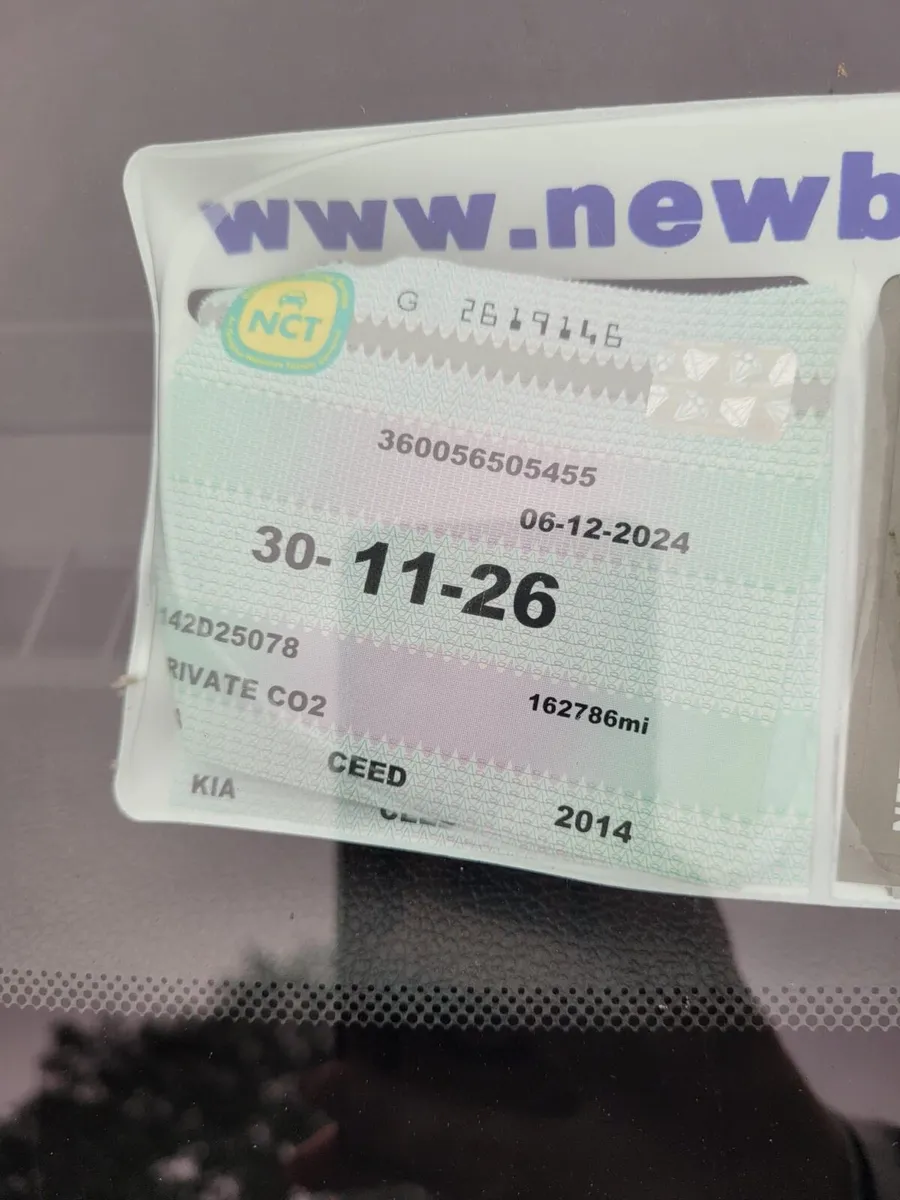 www.newb
NCT
G 2619146
360056505455
06-12-2024
30-11-26
142D25078
RIVATE CO2
162786mi
CEED
KIA
2014